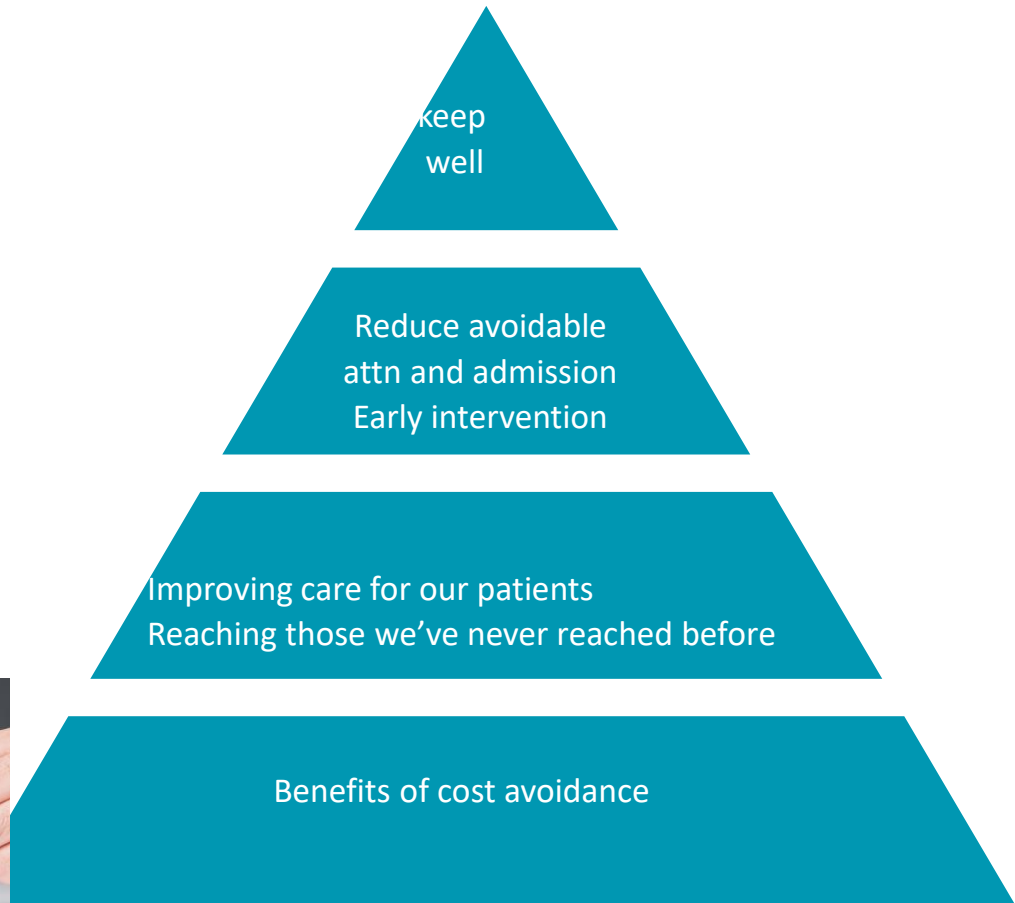 keep
well
Reduce avoidable
attn and admission
Early intervention
Improving care for our patients
Reaching those we’ve never reached before
Benefits of cost avoidance